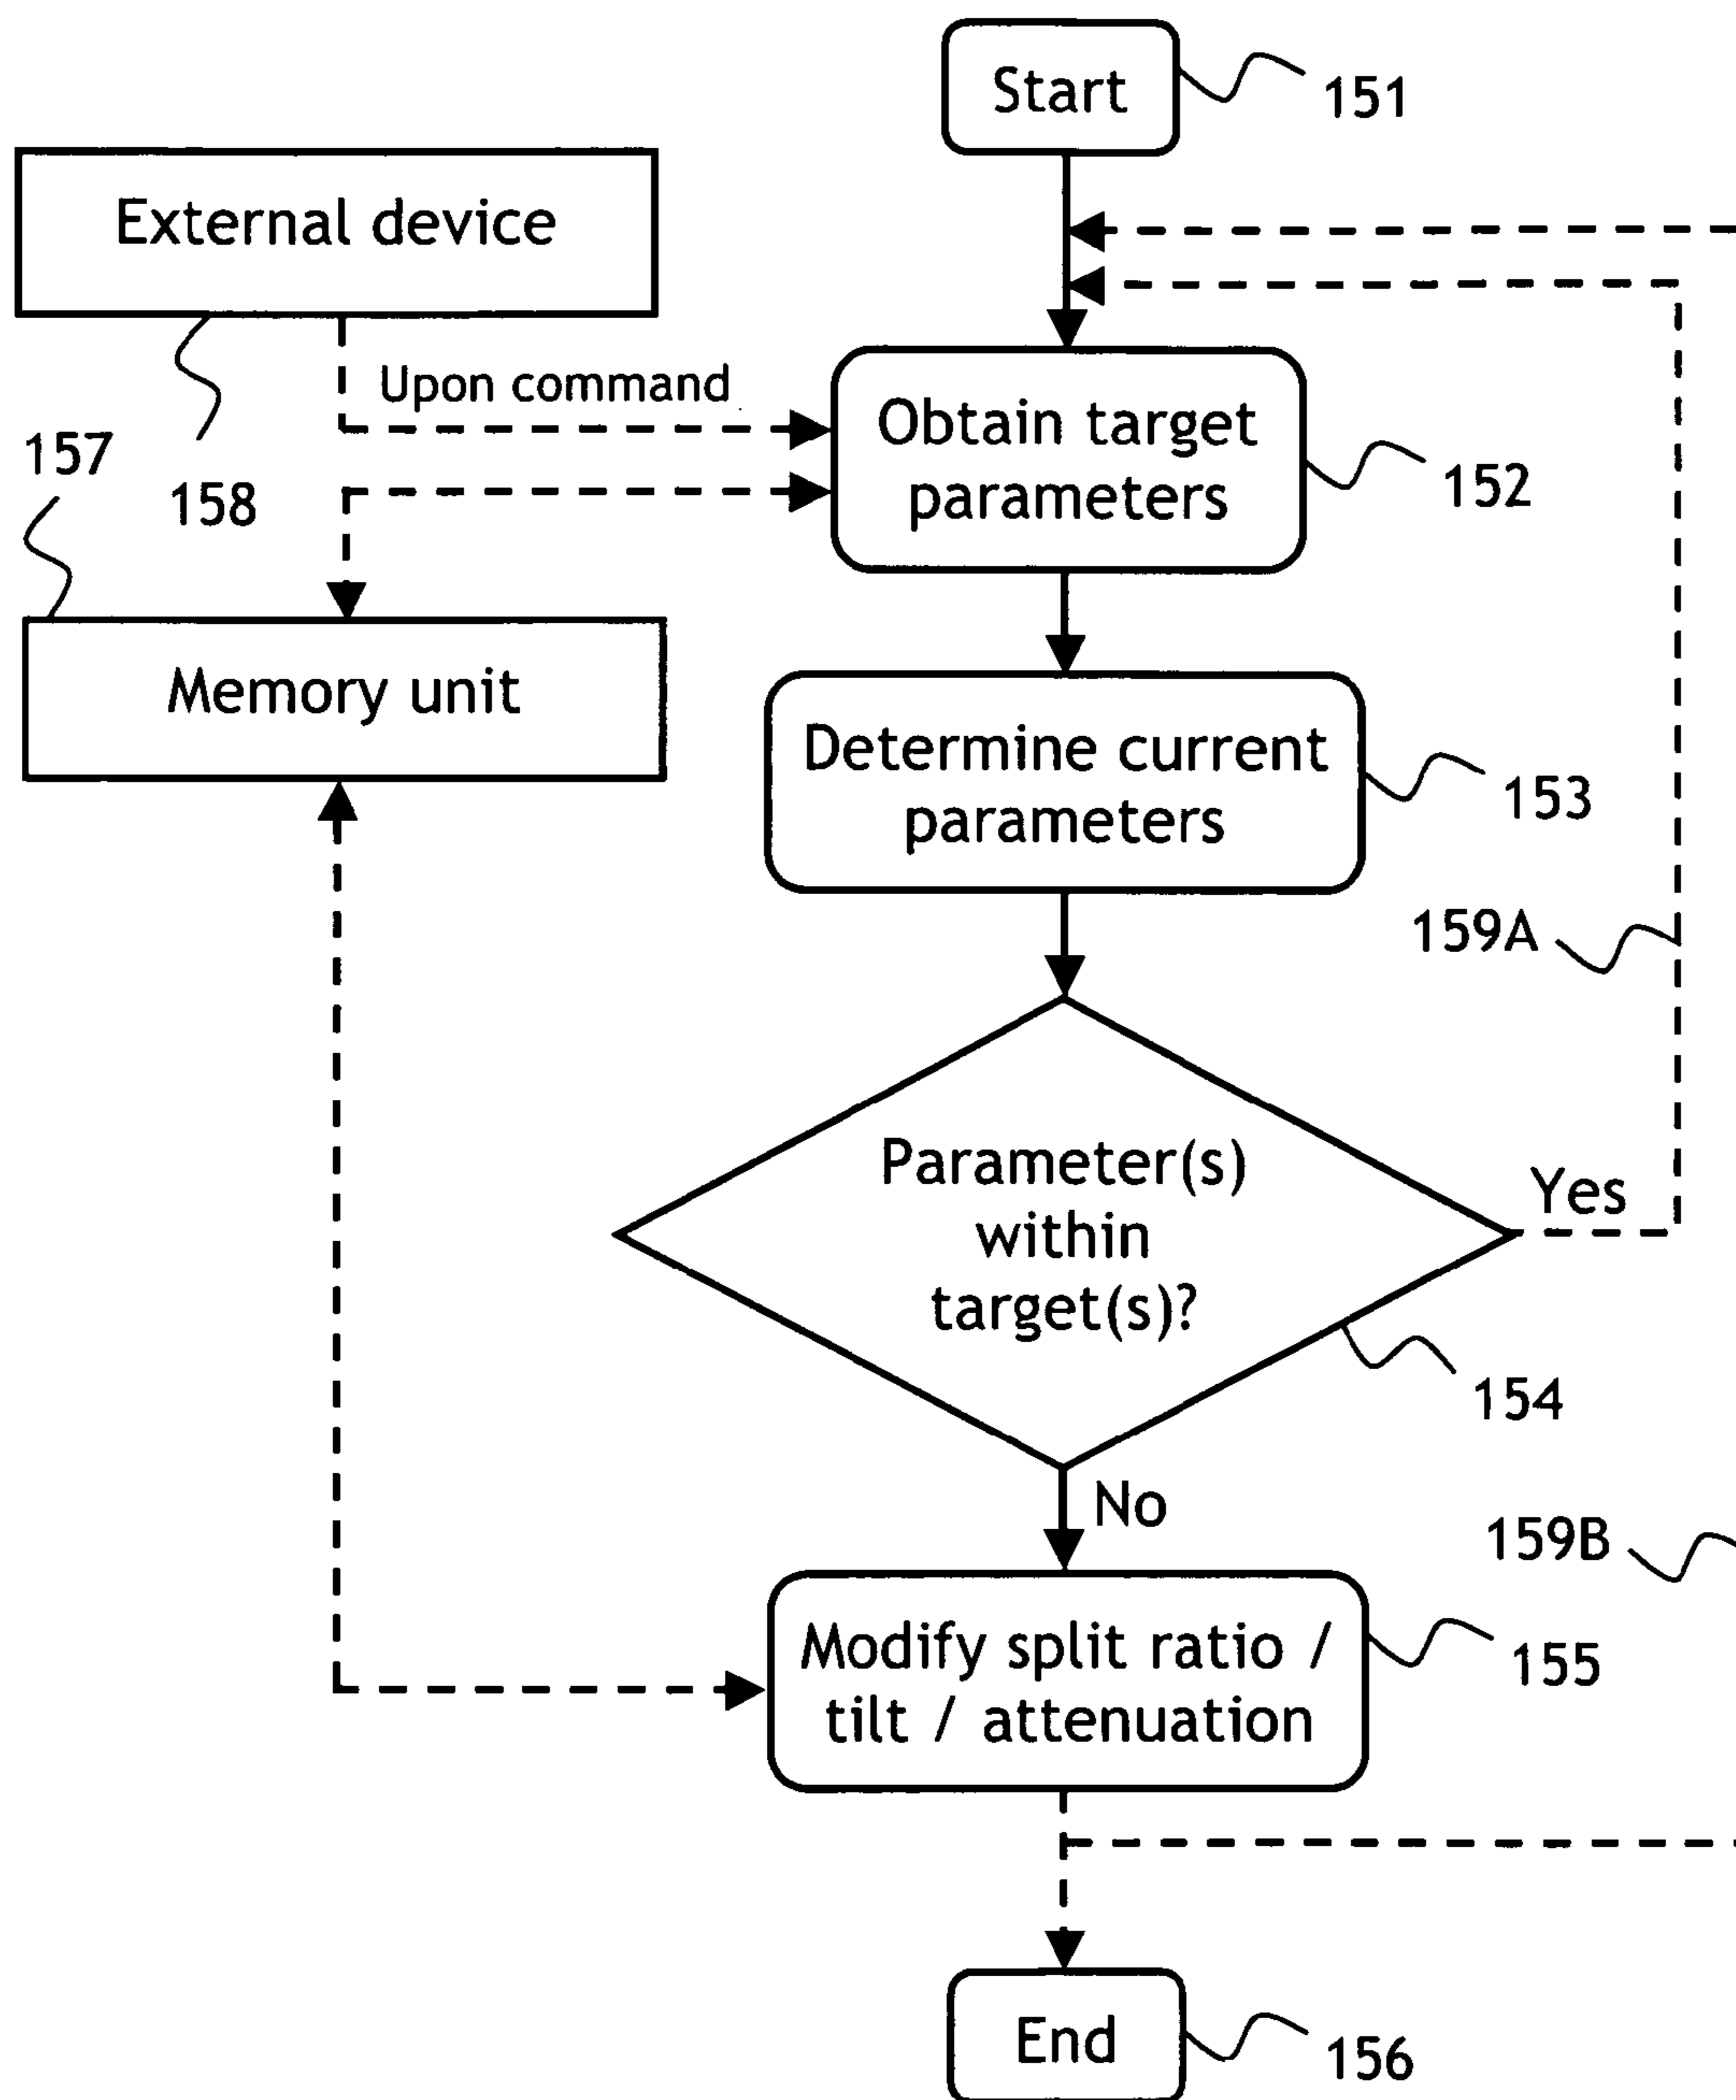 Start
151
External device
Upon command
157
158
Obtain target
parameters
152
Memory unit
Determine current
parameters
153
159A
Parameter(s)
within
target(s)?
Yes
154
No
159B
Modify split ratio /
tilt / attenuation
155
End
156